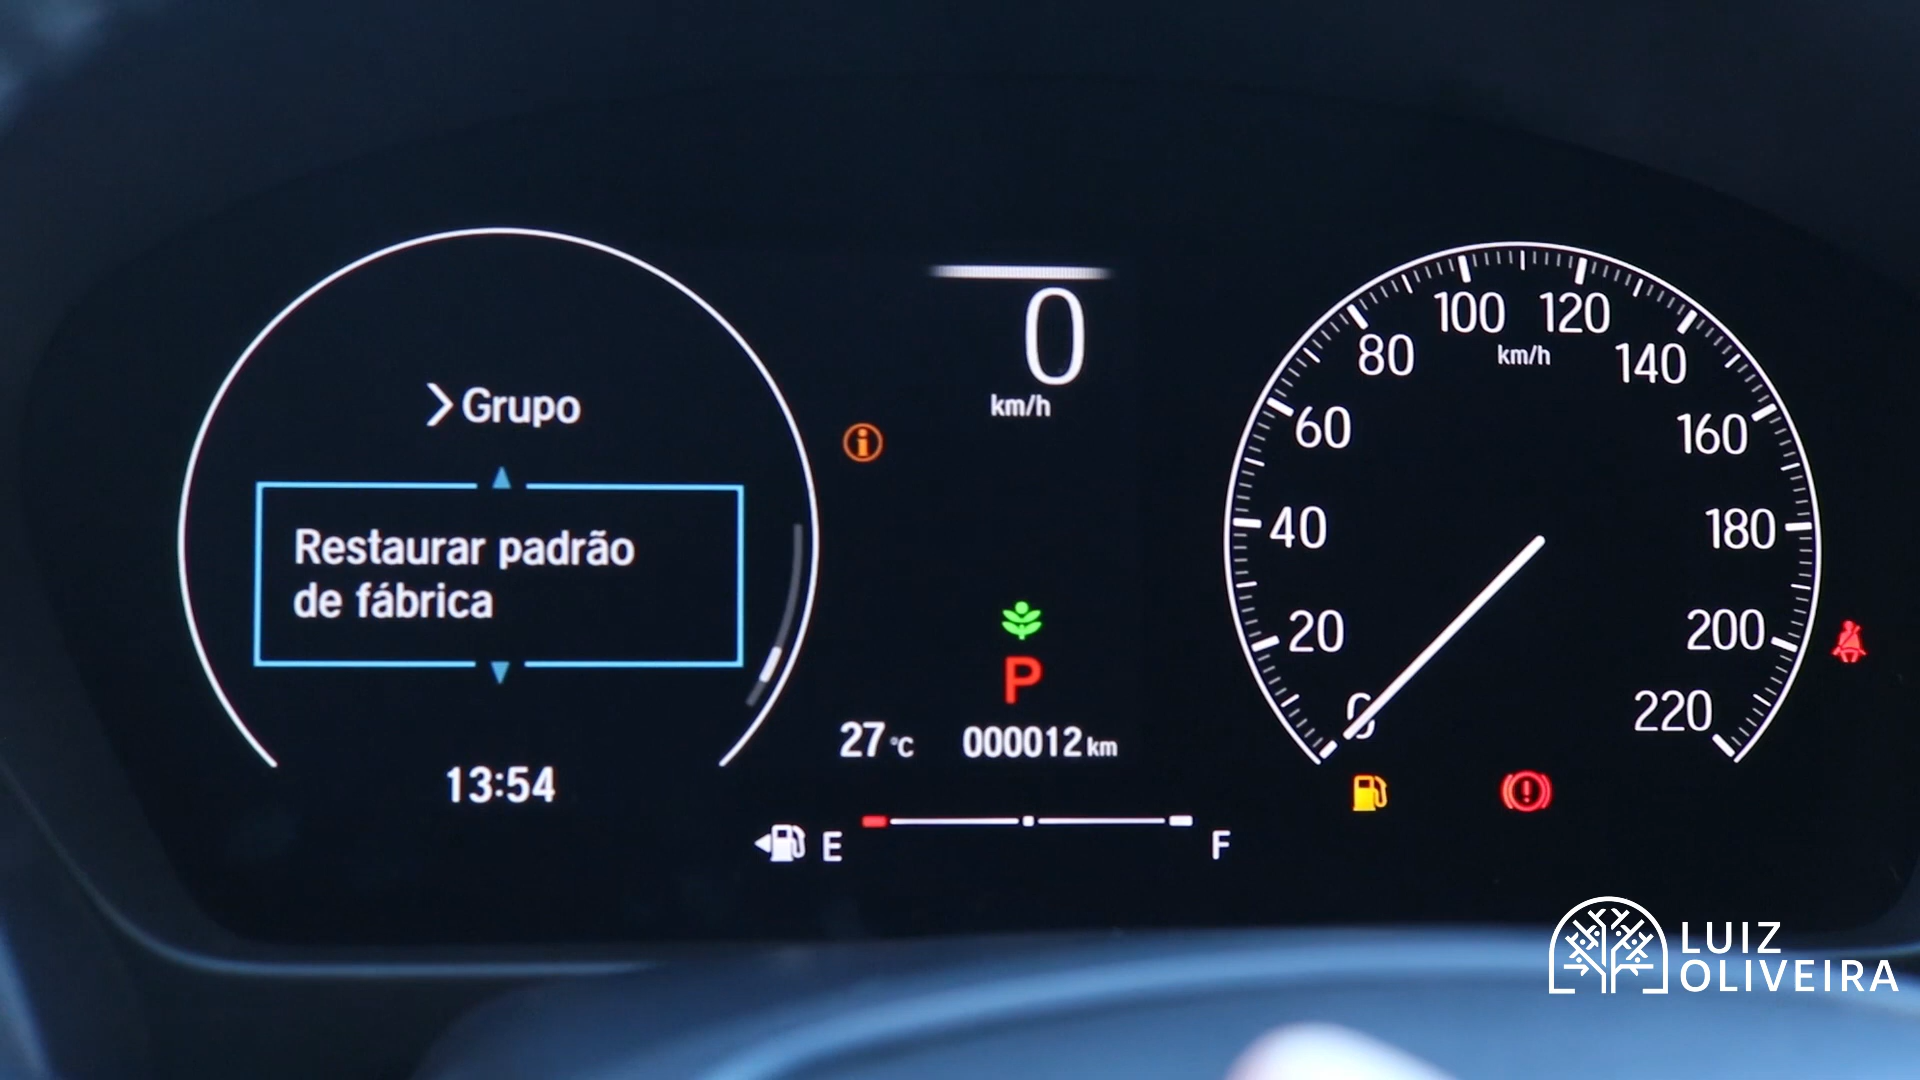 Grupo
Restaurar padrão
de fábrica
13:54
0
km/h
P
27 °C
000012 km
E
F
0
20
40
60
80
100
120
140
160
180
200
220
km/h
LUIZ
OLIVEIRA